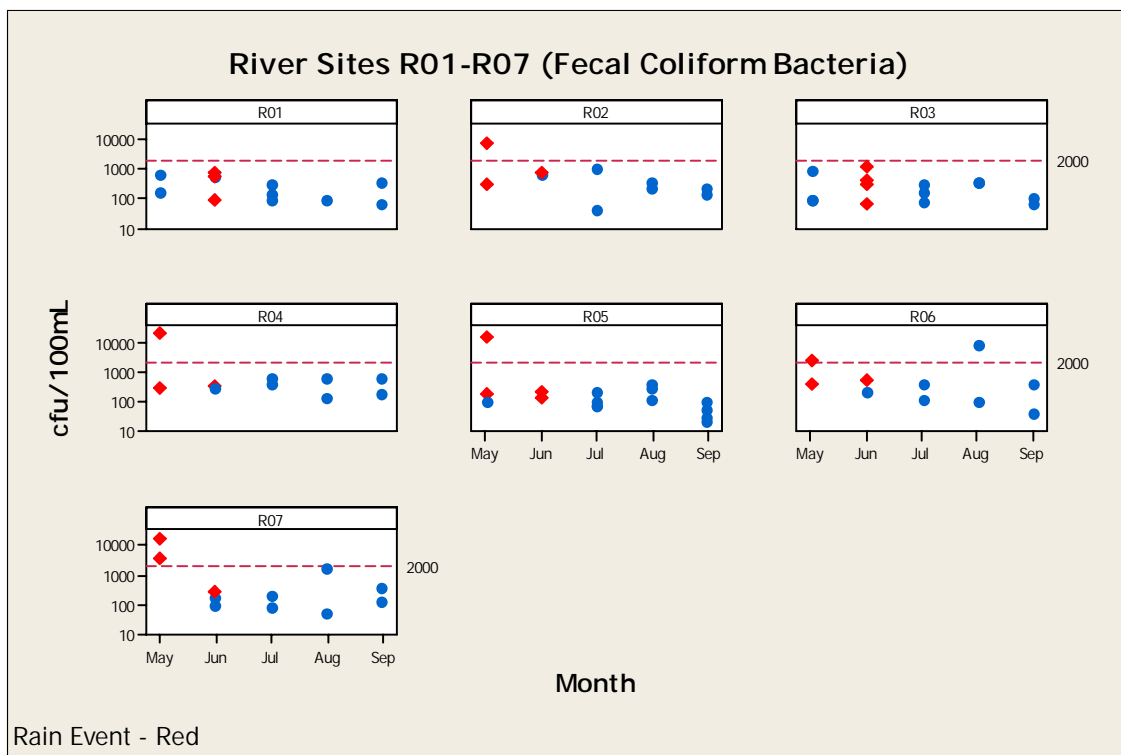 River Sites R01-R07 (Fecal Coliform Bacteria)
R01
R02
R03
10000
1000
100
10
2000
R04
R05
R06
10000
1000
100
10
2000
May Jun Jul Aug Sep
May Jun Jul Aug Sep
cfu/100mL
R07
10000
1000
100
10
2000
May Jun Jul Aug Sep
Month
Rain Event - Red